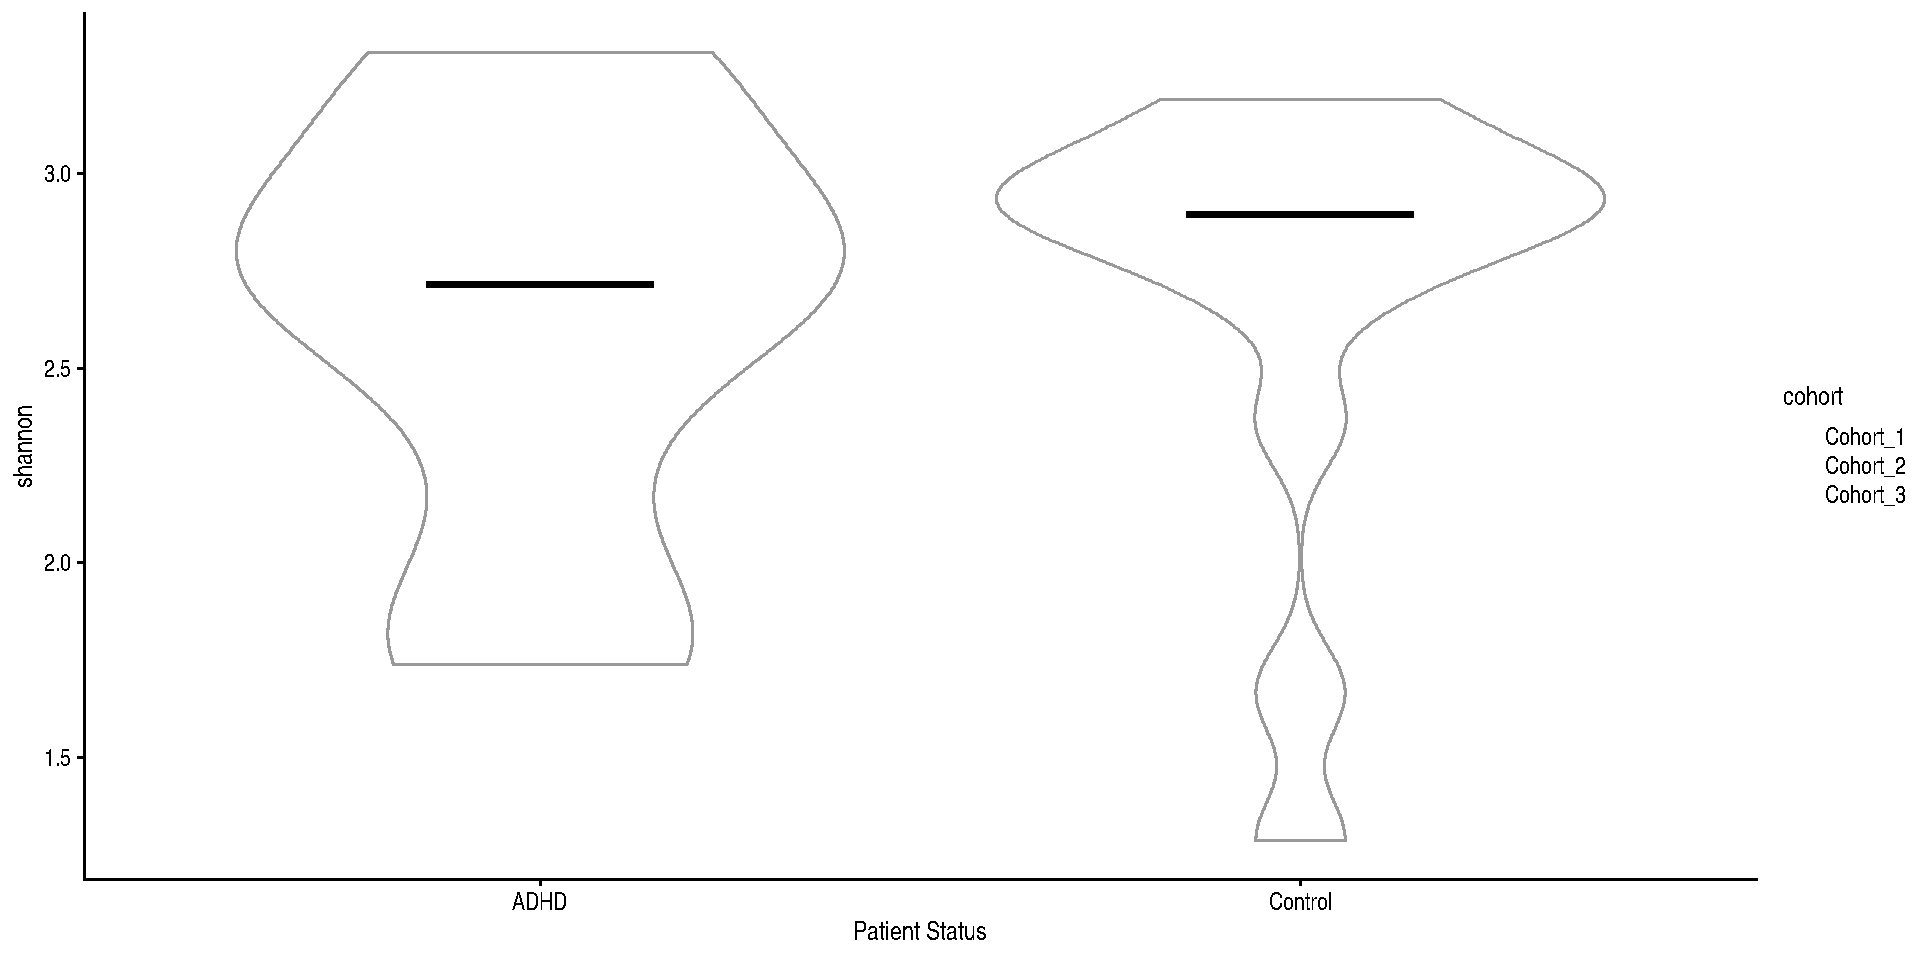 shannon
3.0
2.5
2.0
1.5
ADHD
Control
Patient Status
cohort
Cohort_1
Cohort_2
Cohort_3